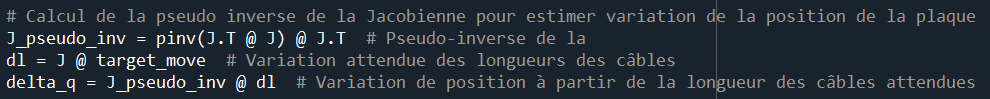 # Calcul de la pseudo inverse de la Jacobienne pour estimer variation de la position de la plaque
J_pseudo_inv = pinv(J.T @ J) @ J.T  # Pseudo-inverse de la
dl = J @ target_move  # Variation attendue des longueurs des câbles
delta_q = J_pseudo_inv @ dl  # Variation de position à partir de la longueur des câbles attendues